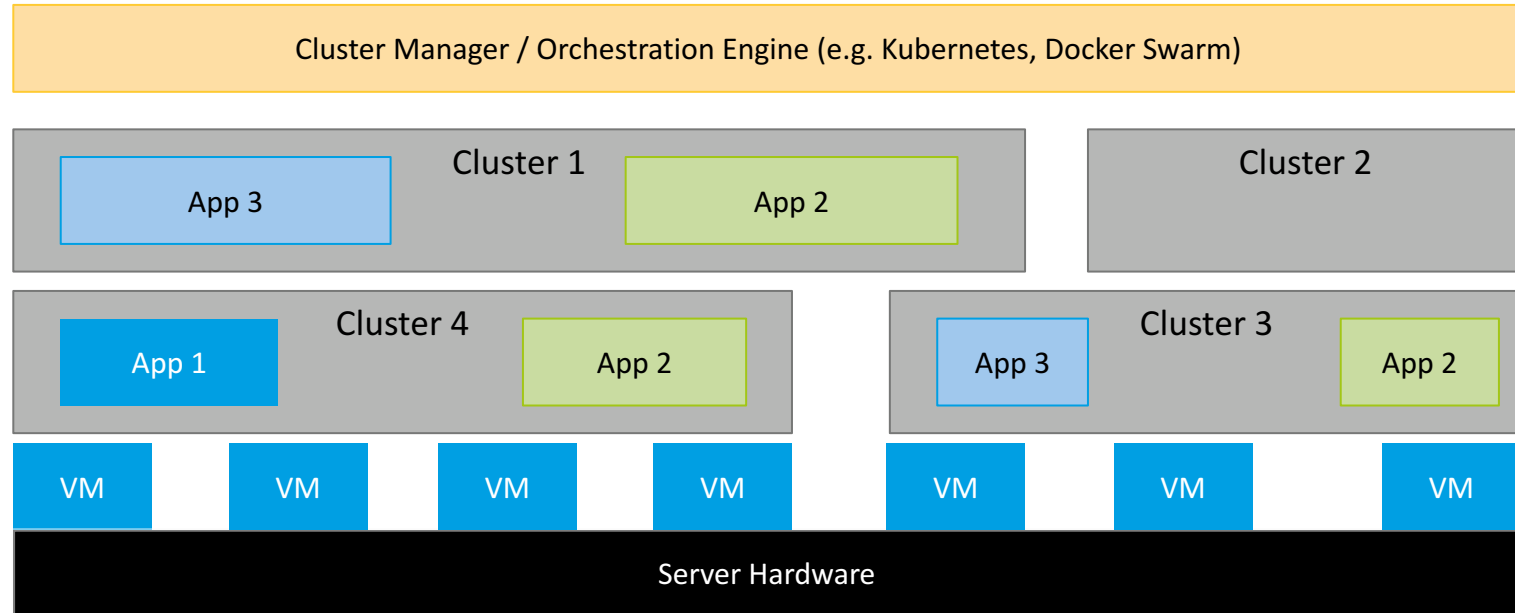 Cluster Manager / Orchestration Engine (e.g. Kubernetes, Docker Swarm)
Cluster 1
App 3
App 2
Cluster 2
Cluster 4
App 1
App 2
Cluster 3
App 3
App 2
VM
VM
VM
VM
VM
VM
VM
Server Hardware